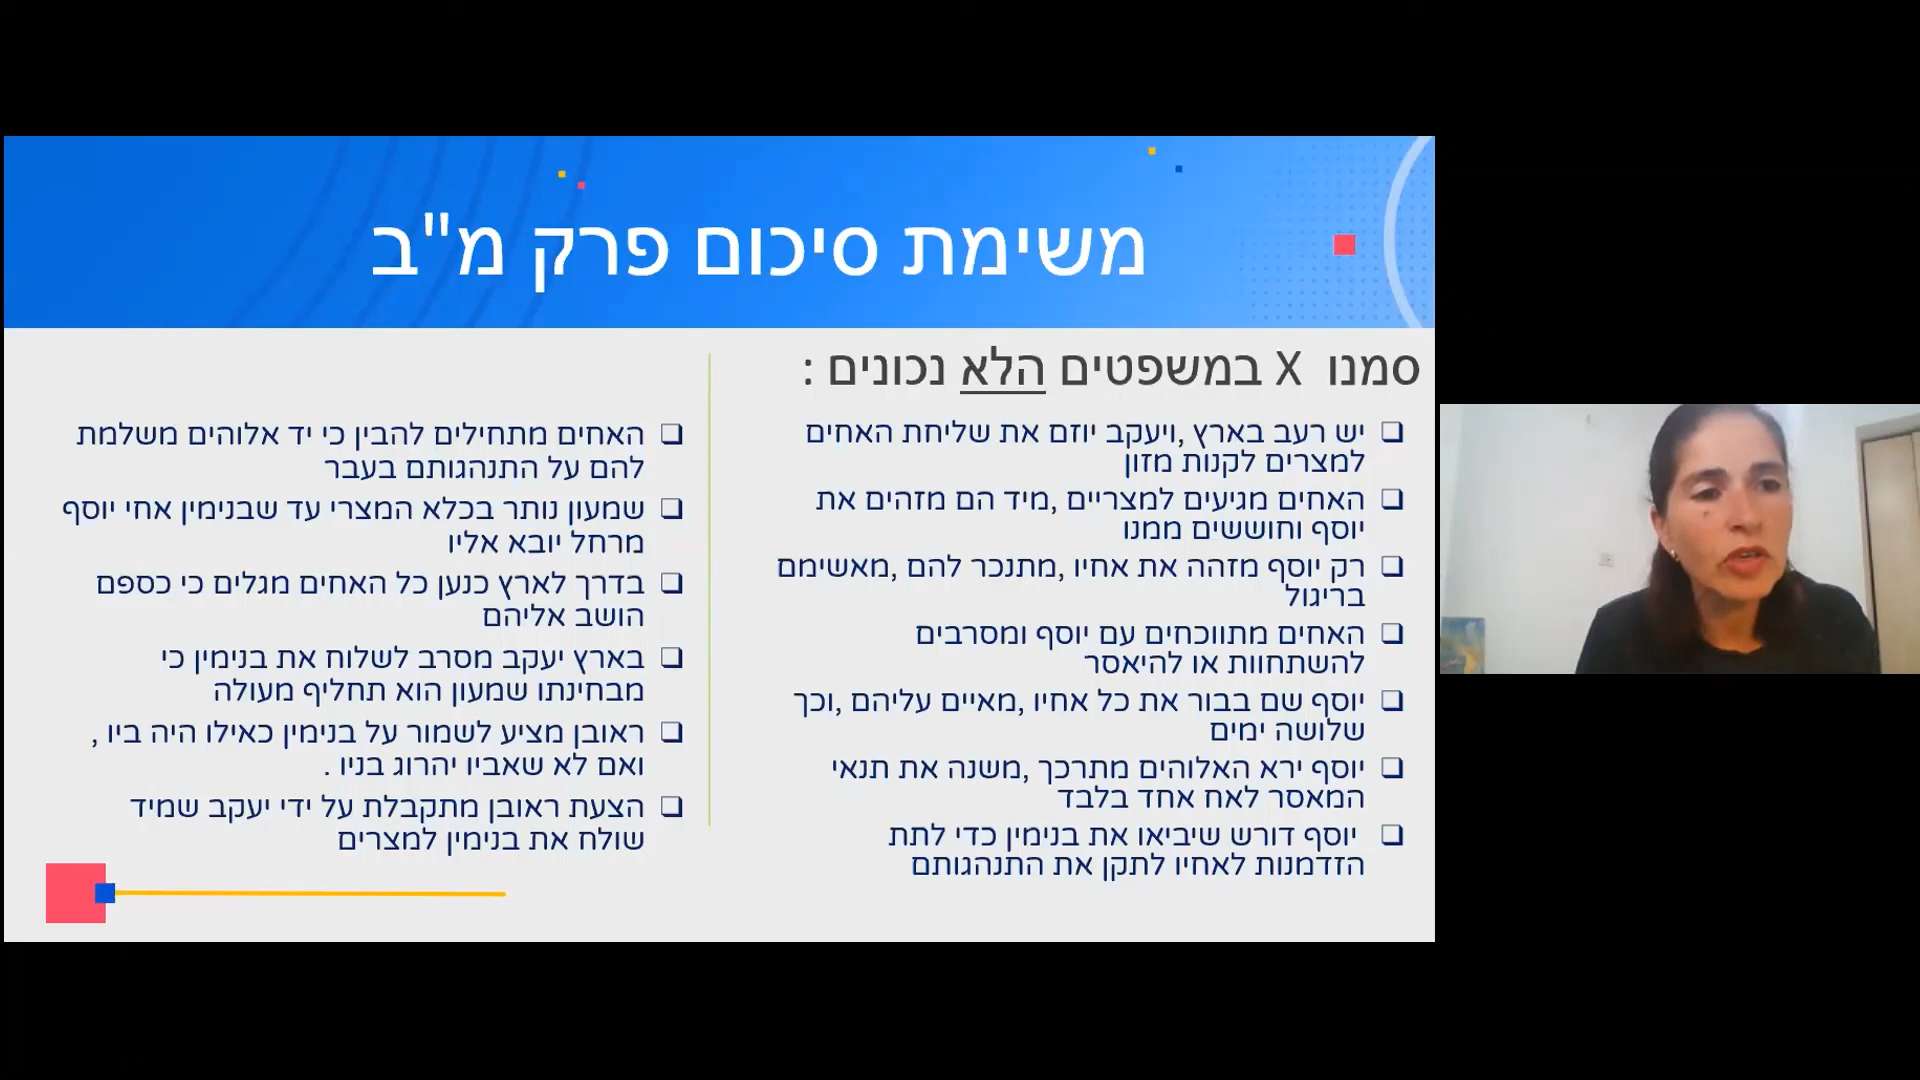 משימת סיכום פרק מ"ב
סמנו X במשפטים הלא נכונים :
יש רעב בארץ ,ויעקב יוזם את שליחת האחים
למצרים לקנות מזון
האחים מגיעים למצריים ,מיד הם מזהים את
יוסף וחוששים ממנו
רק יוסף מזהה את אחיו ,מתנכר להם ,מאשימם
בריגול
האחים מתווכחים עם יוסף ומסרבים
להשתחוות או להיאסר
יוסף שם בבור את כל אחיו ,מאיים עליהם ,וכך
שלושה ימים
יוסף ירא האלוהים מתרכך ,משנה את תנאי
המאסר לאח אחד בלבד
יוסף דורש שיביאו את בנימין כדי לתת
הזדמנות לאחיו לתקן את התנהגותם
האחים מתחילים להבין כי יד אלוהים משלמת
להם על התנהגותם בעבר
שמעון נותר בכלא המצרי עד שבנימין אחי יוסף
מרחל יובא אליו
בדרך לארץ כנען כל האחים מגלים כי כספם
הושב אליהם
בארץ יעקב מסרב לשלוח את בנימין כי
מבחינתו שמעון הוא תחליף מעולה
ראובן מציע לשמור על בנימין כאילו היה ביו ,
ואם לא שאביו יהרוג בניו .
הצעת ראובן מתקבלת על ידי יעקב שמיד
שולח את בנימין למצרים